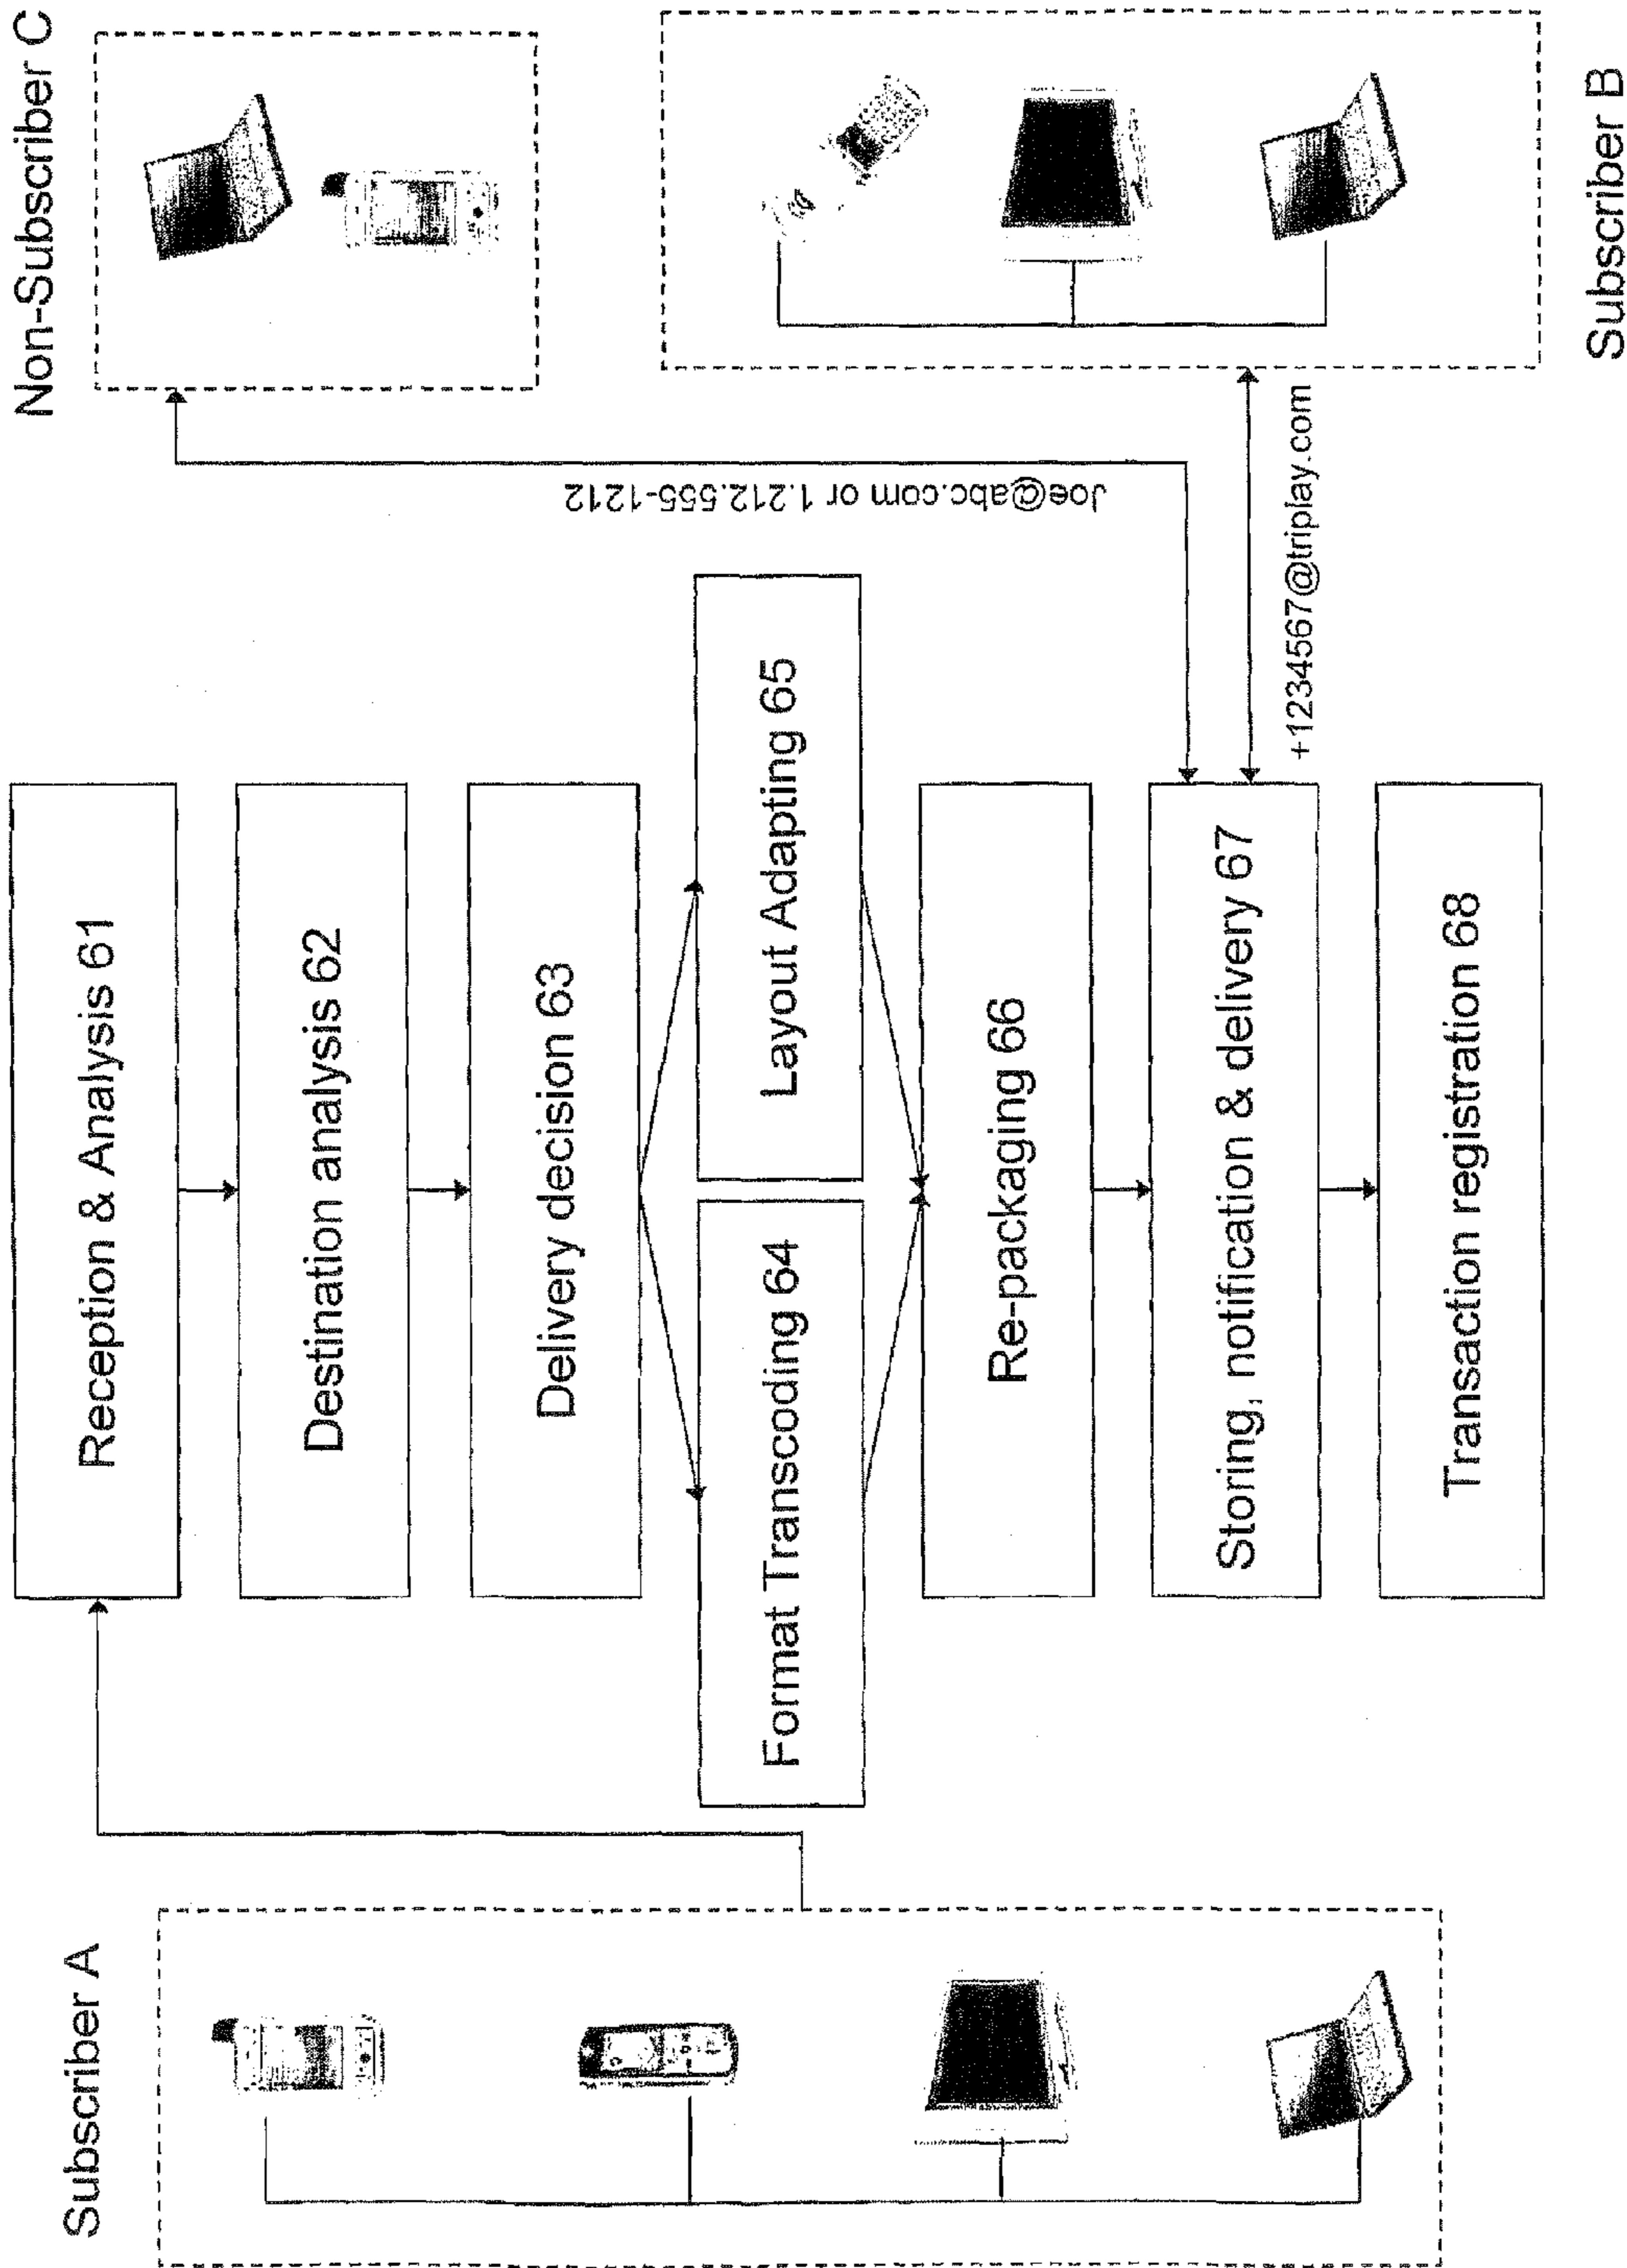 Subscriber A
Reception & Analysis 61
Destination analysis 62
Delivery decision 63
Format Transcoding 64
Layout Adapting 65
Re-packaging 66
Storing, notification & delivery 67
Transaction registration 68
Non-Subscriber C
Joe@abc.com or 1.212.555-1212
+1234567@triplay.com
Subscriber B